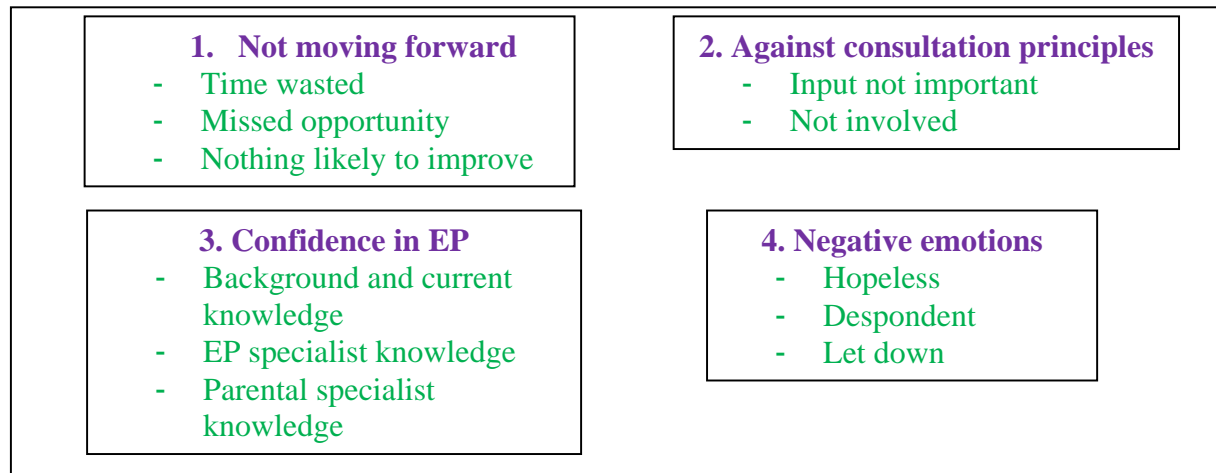 1. Not moving forward
- Time wasted
- Missed opportunity
- Nothing likely to improve
2. Against consultation principles
- Input not important
- Not involved
3. Confidence in EP
- Background and current
knowledge
- EP specialist knowledge
- Parental specialist
knowledge
4. Negative emotions
- Hopeless
- Despondent
- Let down